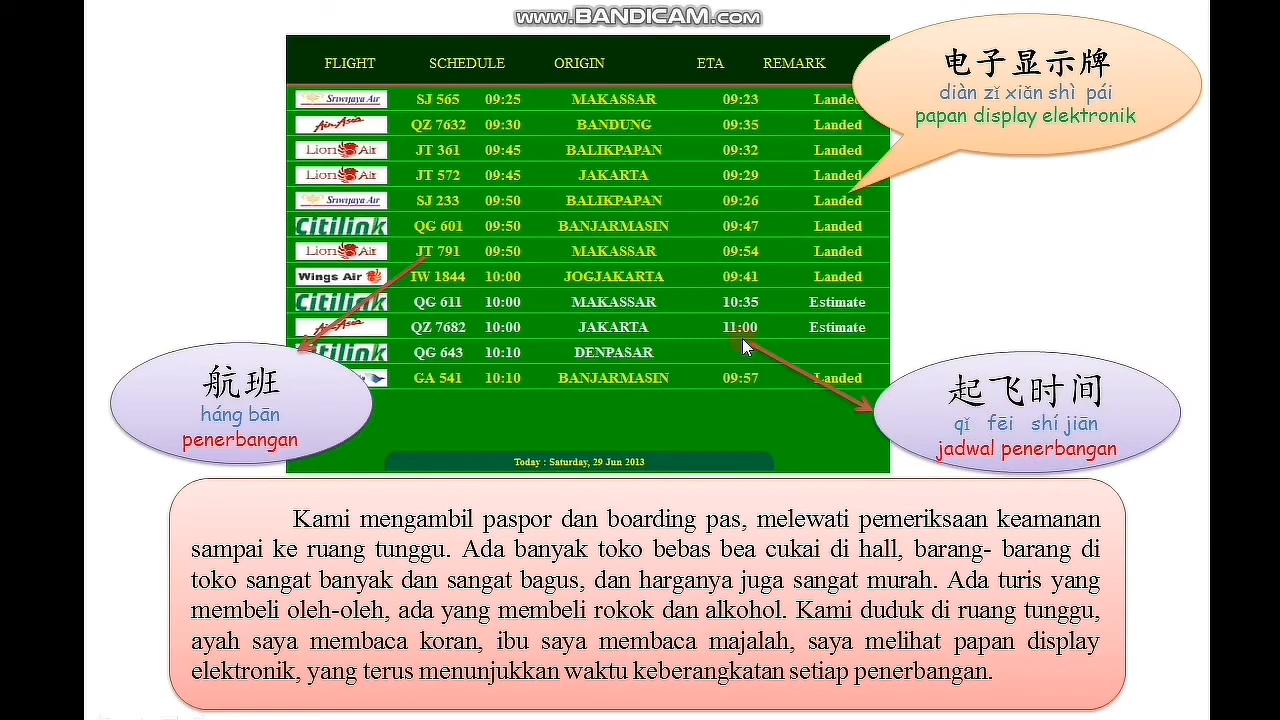 www.BANDICAM.com
FLIGHT SCHEDULE ORIGIN ETA REMARK
Sriwijaya Air SJ 565 09:25 MAKASSAR 09:23 Landed
AirAsia QZ 7632 09:30 BANDUNG 09:35 Landed
Lion Air JT 361 09:45 BALIKPAPAN 09:32 Landed
Lion Air JT 572 09:45 JAKARTA 09:29 Landed
Sriwijaya Air SJ 233 09:50 BALIKPAPAN 09:26 Landed
Citilink QG 601 09:50 BANJARMASIN 09:47 Landed
Lion Air JT 791 09:50 MAKASSAR 09:54 Landed
Wings Air IW 1844 10:00 JOGJAKARTA 09:41 Landed
Citilink QG 611 10:00 MAKASSAR 10:35 Estimate
AirAsia QZ 7682 10:00 JAKARTA 11:00 Estimate
Citilink QG 643 10:10 DENPASAR
GA 541 10:10 BANJARMASIN 09:57 Landed
Today : Saturday, 29 Jun 2013
电子显示牌
diàn zǐ xiǎn shì pái
papan display elektronik
航班
háng bān
penerbangan
起飞时间
qǐ fēi shí jiān
jadwal penerbangan
Kami mengambil paspor dan boarding pas, melewati pemeriksaan keamanan
sampai ke ruang tunggu. Ada banyak toko bebas bea cukai di hall, barang- barang di
toko sangat banyak dan sangat bagus, dan harganya juga sangat murah. Ada turis yang
membeli oleh-oleh, ada yang membeli rokok dan alkohol. Kami duduk di ruang tunggu,
ayah saya membaca koran, ibu saya membaca majalah, saya melihat papan display
elektronik, yang terus menunjukkan waktu keberangkatan setiap penerbangan.